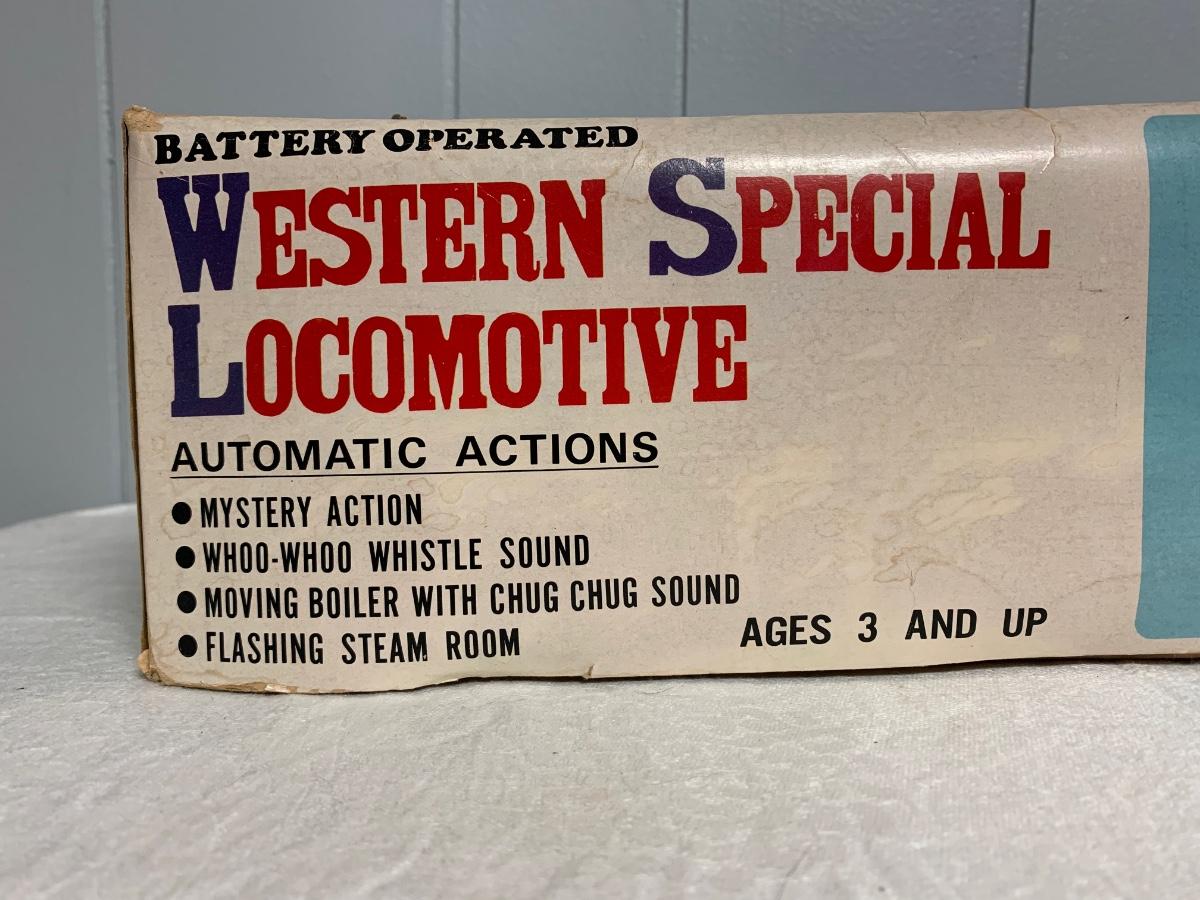 BATTERY OPERATED
WESTERN SPECIAL
LOCOMOTIVE
AUTOMATIC ACTIONS
● MYSTERY ACTION
● WHOO-WHOO WHISTLE SOUND
● MOVING BOILER WITH CHUG CHUG SOUND
● FLASHING STEAM ROOM
AGES 3 AND UP